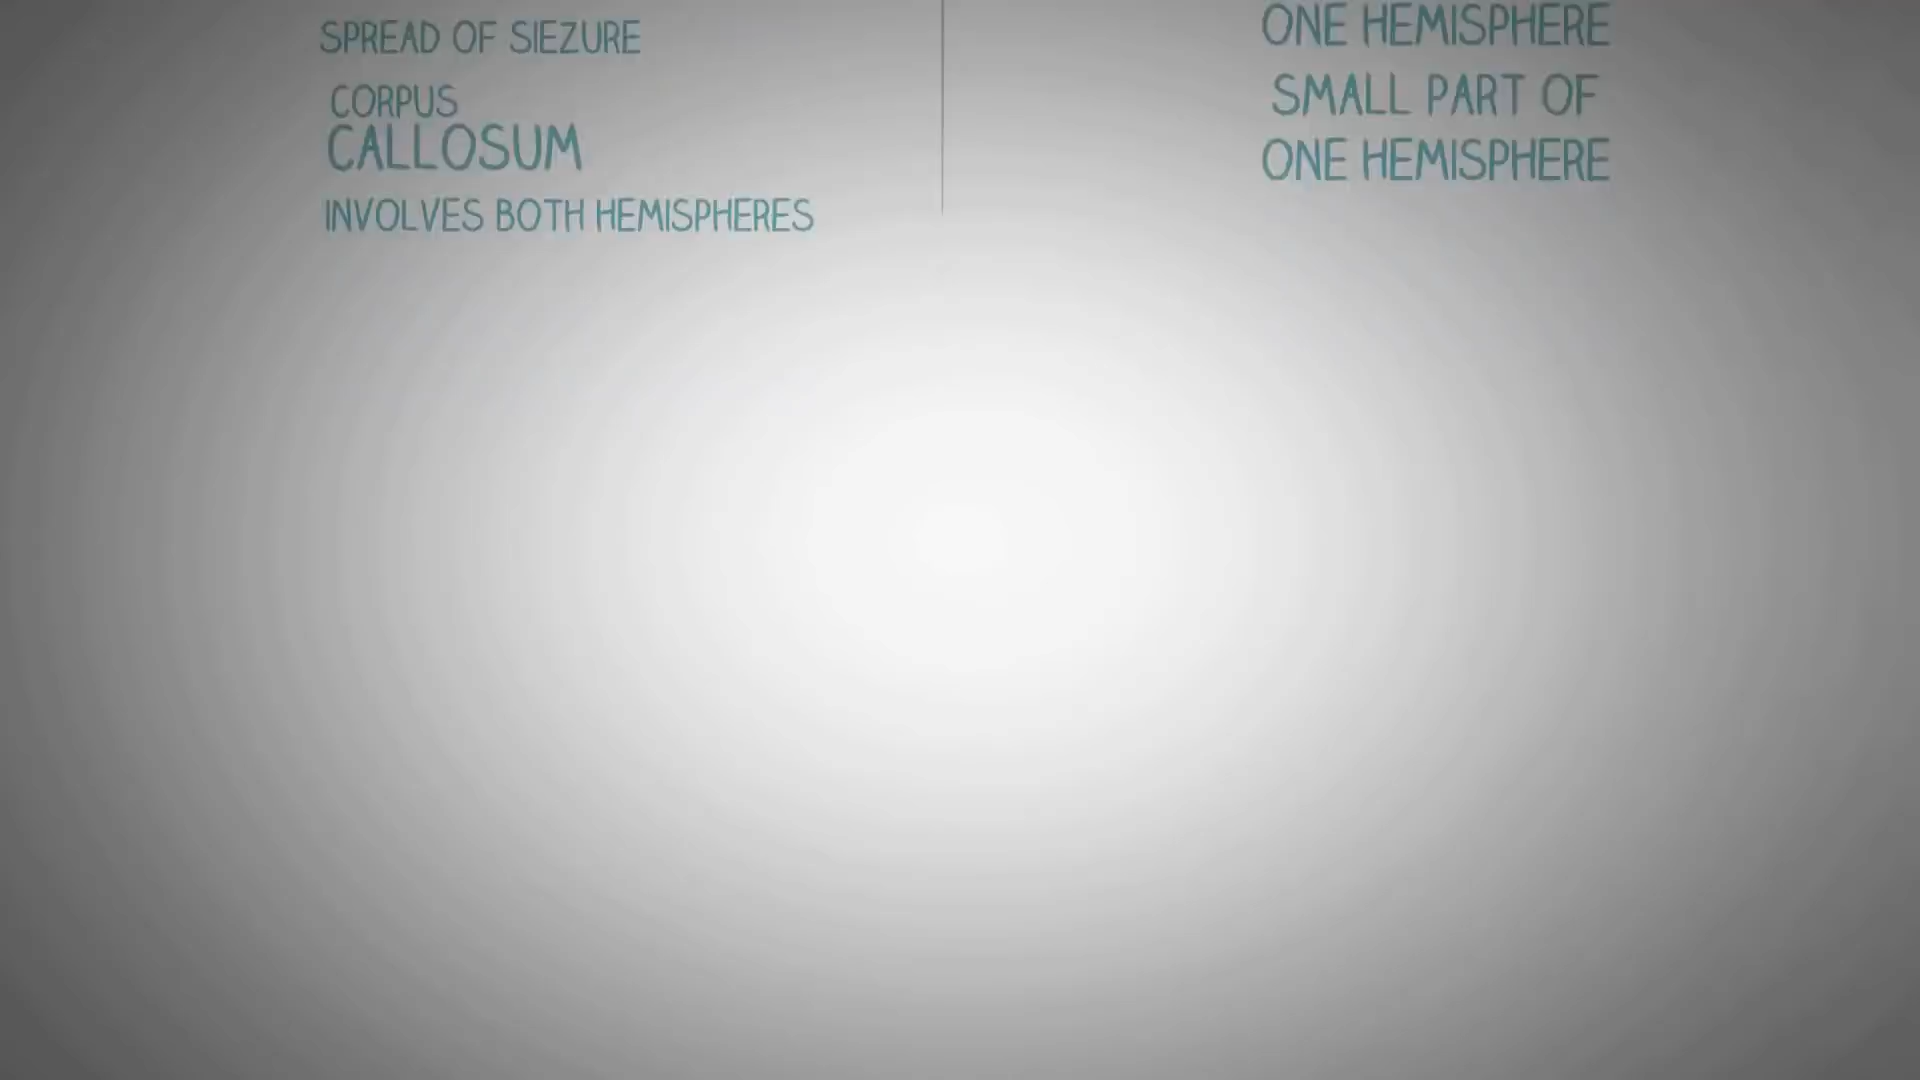 SPREAD OF SIEZURE
CORPUS
CALLOSUM
INVOLVES BOTH HEMISPHERES
ONE HEMISPHERE
SMALL PART OF
ONE HEMISPHERE